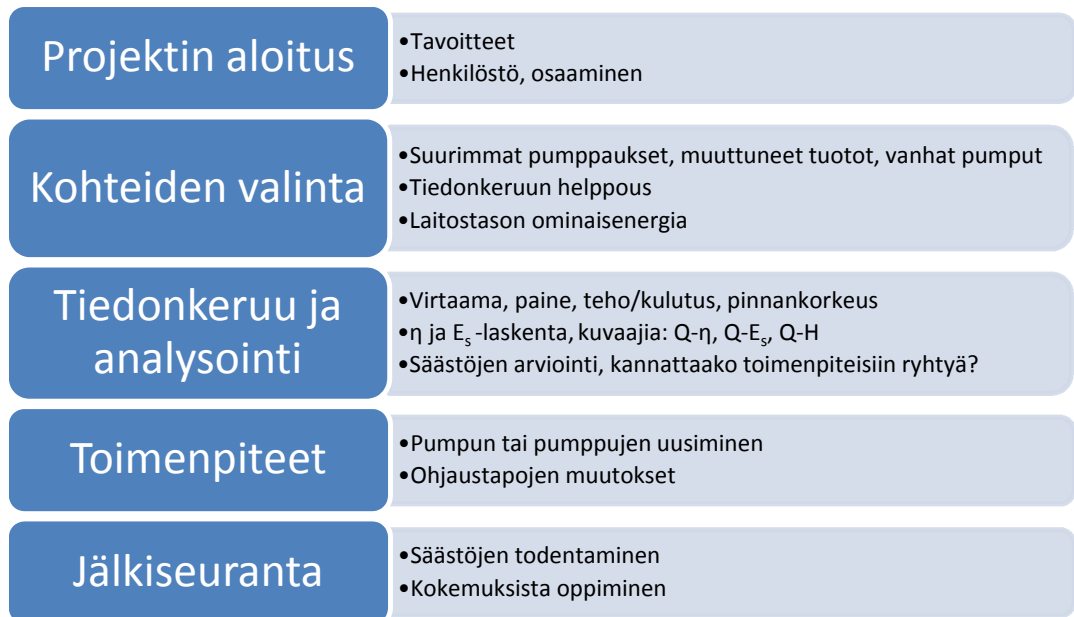 Projektin aloitus
•Tavoitteet
•Henkilöstö, osaaminen
Kohteiden valinta
•Suurimmat pumppaukset, muuttuneet tuotot, vanhat pumput
•Tiedonkeruun helppous
•Laitostason ominaisenergia
Tiedonkeruu ja
analysointi
•Virtaama, paine, teho/kulutus, pinnankorkeus
•η ja Eₛ -laskenta, kuvaajia: Q-η, Q-Eₛ, Q-H
•Säästöjen arviointi, kannattaako toimenpiteisiin ryhtyä?
Toimenpiteet
•Pumpun tai pumppujen uusiminen
•Ohjaustapojen muutokset
Jälkiseuranta
•Säästöjen todentaminen
•Kokemuksista oppiminen